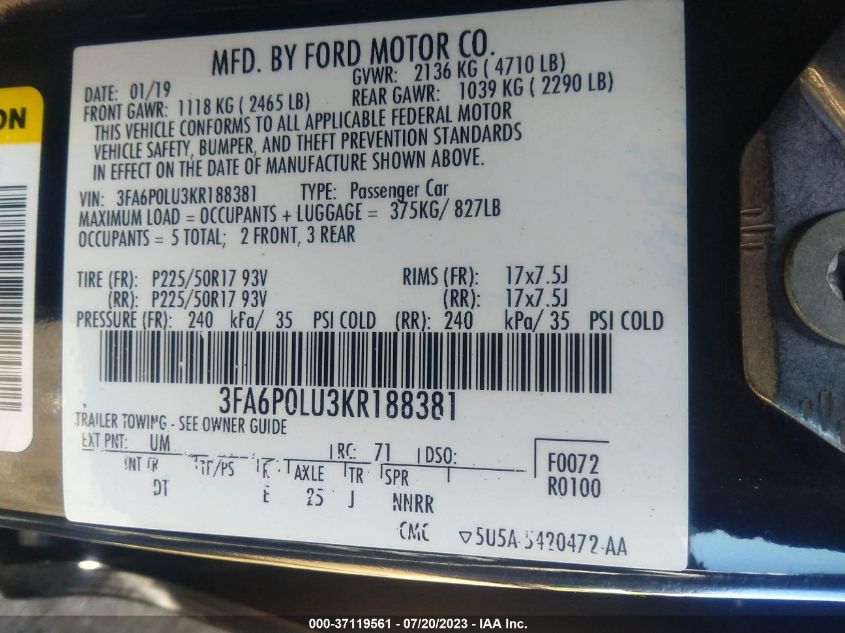 MFD. BY FORD MOTOR CO.
DATE: 01/19 GVWR: 2136 KG ( 4710 LB)
FRONT GAWR: 1118 KG ( 2465 LB) REAR GAWR: 1039 KG ( 2290 LB)
THIS VEHICLE CONFORMS TO ALL APPLICABLE FEDERAL MOTOR
VEHICLE SAFETY, BUMPER, AND THEFT PREVENTION STANDARDS
IN EFFECT ON THE DATE OF MANUFACTURE SHOWN ABOVE.
VIN: 3FA6P0LU3KR188381 TYPE: Passenger Car
MAXIMUM LOAD = OCCUPANTS + LUGGAGE = 375KG/ 827LB
OCCUPANTS = 5 TOTAL; 2 FRONT, 3 REAR
TIRE (FR): P225/50R17 93V RIMS (FR): 17x7.5J
(RR): P225/50R17 93V (RR): 17x7.5J
PRESSURE (FR): 240 kPa/ 35 PSI COLD (RR): 240 kPa/ 35 PSI COLD
3FA6P0LU3KR188381
TRAILER TOWING - SEE OWNER GUIDE
EXT PNT: UM RC: 71 DSO:
INT TR TP/PS R AXLE TR SPR F0072
DT E 25 J NNRR R0100
CMC ▽5U5A-5420472-AA
000-37119561 - 07/20/2023 - IAA Inc.